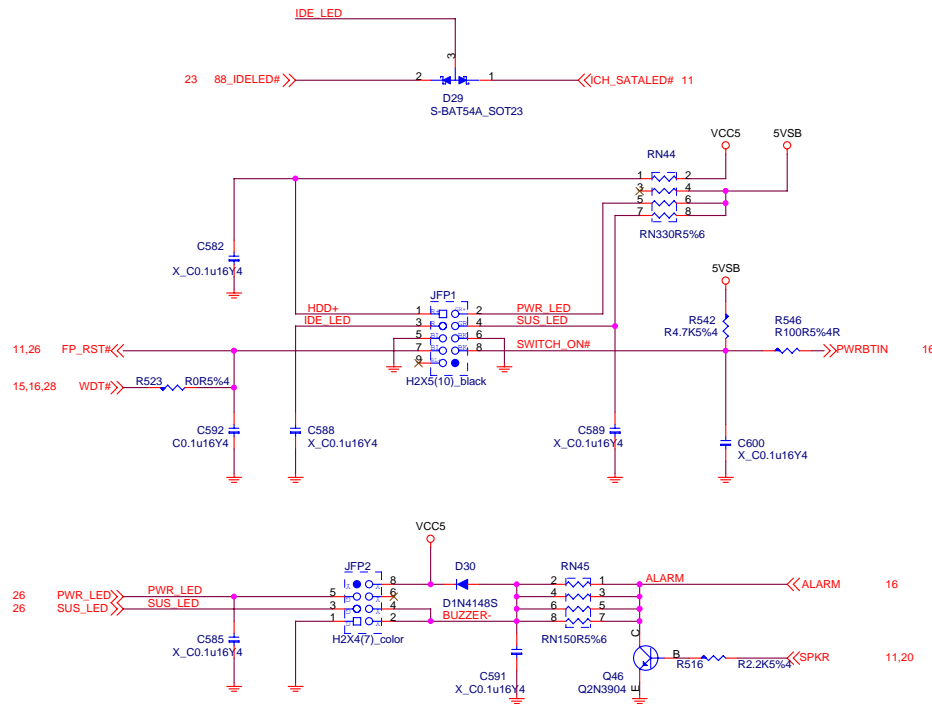 IDE_LED
3
23 88_IDELED# 2 1 ICH_SATALED# 11
D29
S-BAT54A_SOT23
VCC5 5VSB
RN44
1 2
3 4
5 6
7 8
RN330R5%6
C582
X_C0.1u16Y4
5VSB
JFP1
HDD+ 1 2 PWR_LED
IDE_LED 3 4 SUS_LED
5 6
11,26 FP_RST# 7 8 SWITCH_ON#
9
H2X5(10)_black
R542
R4.7K5%4
R546
R100R5%4R
PWRBTIN 16
15,16,28 WDT# R523 R0R5%4
C592
C0.1u16Y4
C588
X_C0.1u16Y4
C589
X_C0.1u16Y4
C600
X_C0.1u16Y4
VCC5
JFP2
D30
RN45
8
2 1 ALARM
ALARM 16
26 PWR_LED PWR_LED 5 6
D1N4148S
4 3
26 SUS_LED SUS_LED 3 4
6 5
1 2 BUZZER-
8 7
H2X4(7)_color
RN150R5%6
C585
X_C0.1u16Y4
C591
X_C0.1u16Y4
C
B
E
Q46
Q2N3904
R516 R2.2K5%4
SPKR 11,20